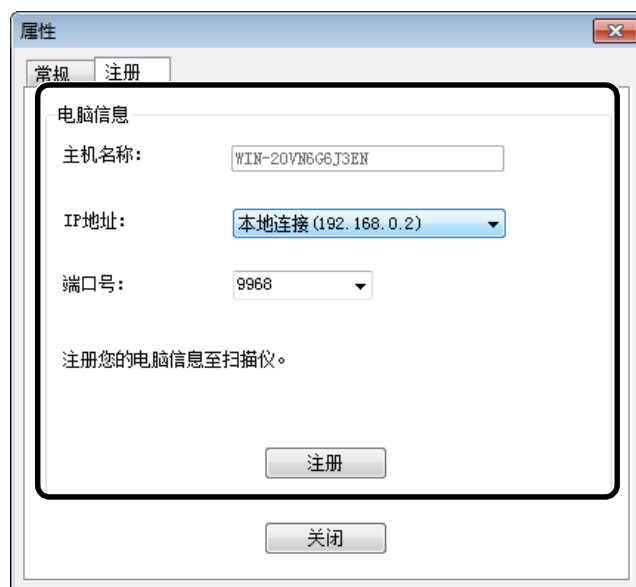 属性
常规 注册
电脑信息
主机名称: WIN-2OVN6G6J3EN
IP地址: 本地连接(192.168.0.2)
端口号: 9968
注册您的电脑信息至扫描仪。
注册
关闭